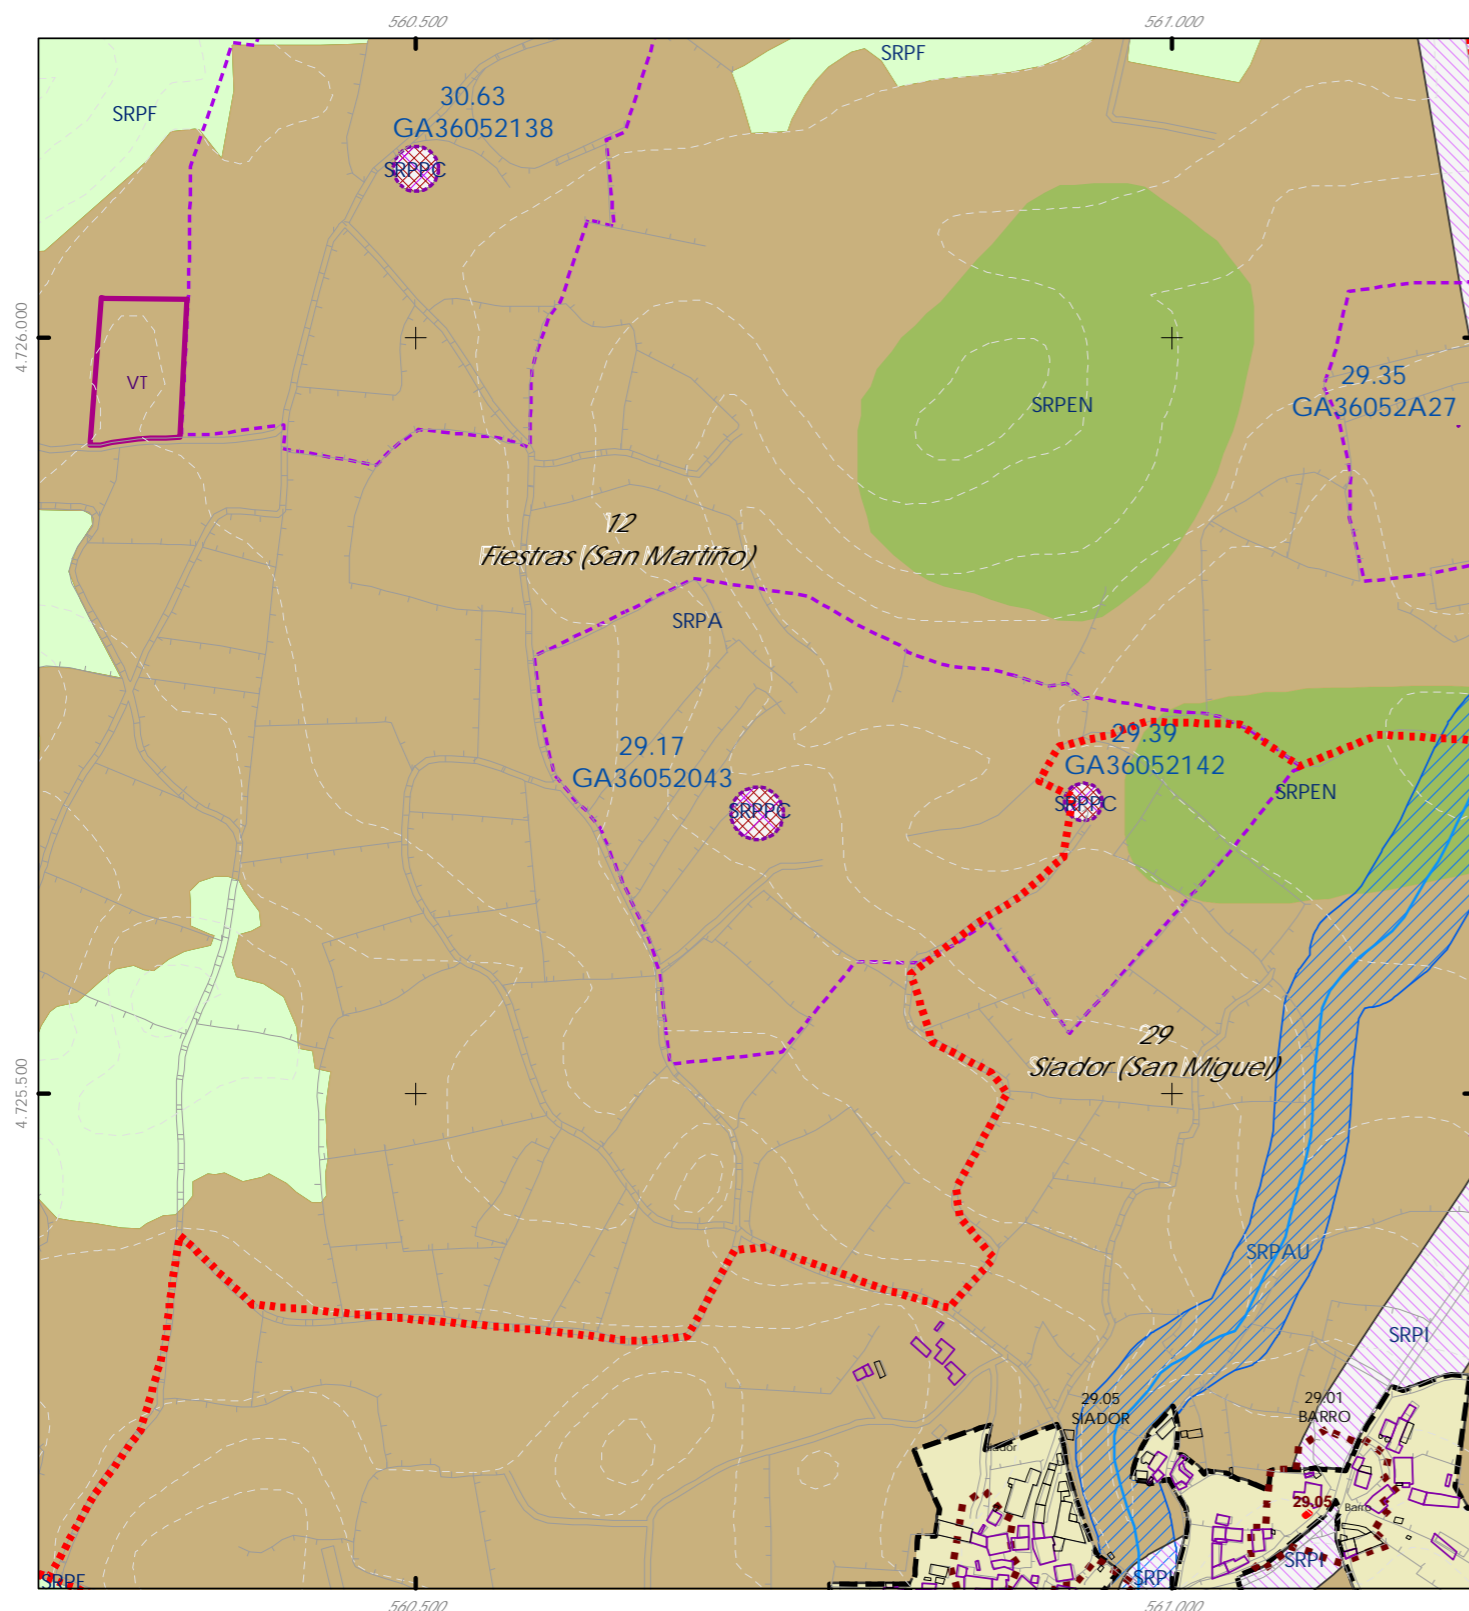 560.500
561.000
SRPF
30.63
GA36052138
SRPF
SRPPC
4.726.000
VT
SRPEN
29.35
GA36052A27
12
Fiestras (San Martiño)
SRPA
29.17
GA36052043
SRPPC
29.39
GA36052142
SRPPC
SRPEN
29
Siador (San Miguel)
4.725.500
SRPAU
SRPI
29.05
SIADOR
29.01
BARRO
Siador
29.05
Barro
SRPI
SRPI
SRPF
560.500
561.000